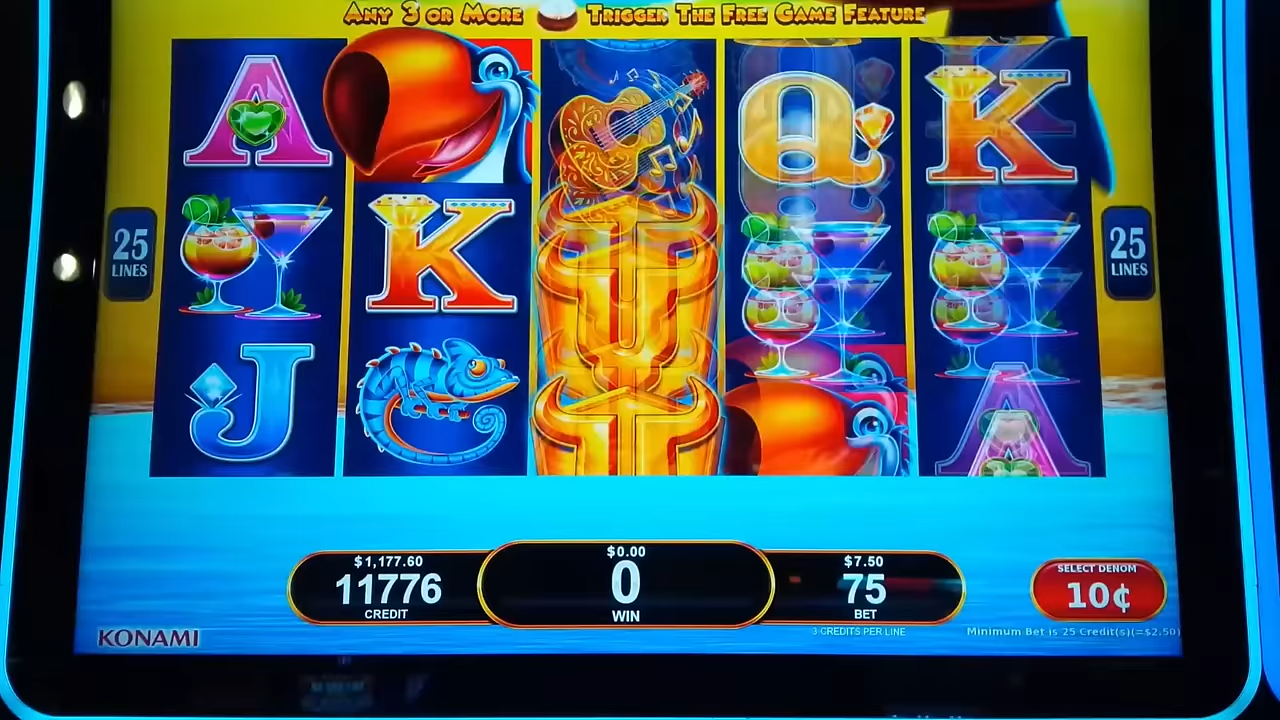 ANY 3 OR MORE TRIGGER THE FREE GAME FEATURE
A
Q
K
25
LINES
K
25
LINES
J
A
$1,177.60
11776
CREDIT
$0.00
0
WIN
$7.50
75
BET
3 CREDITS PER LINE
SELECT DENOM
10¢
Minimum Bet is 25 Credit(s)(=$2.50)
KONAMI